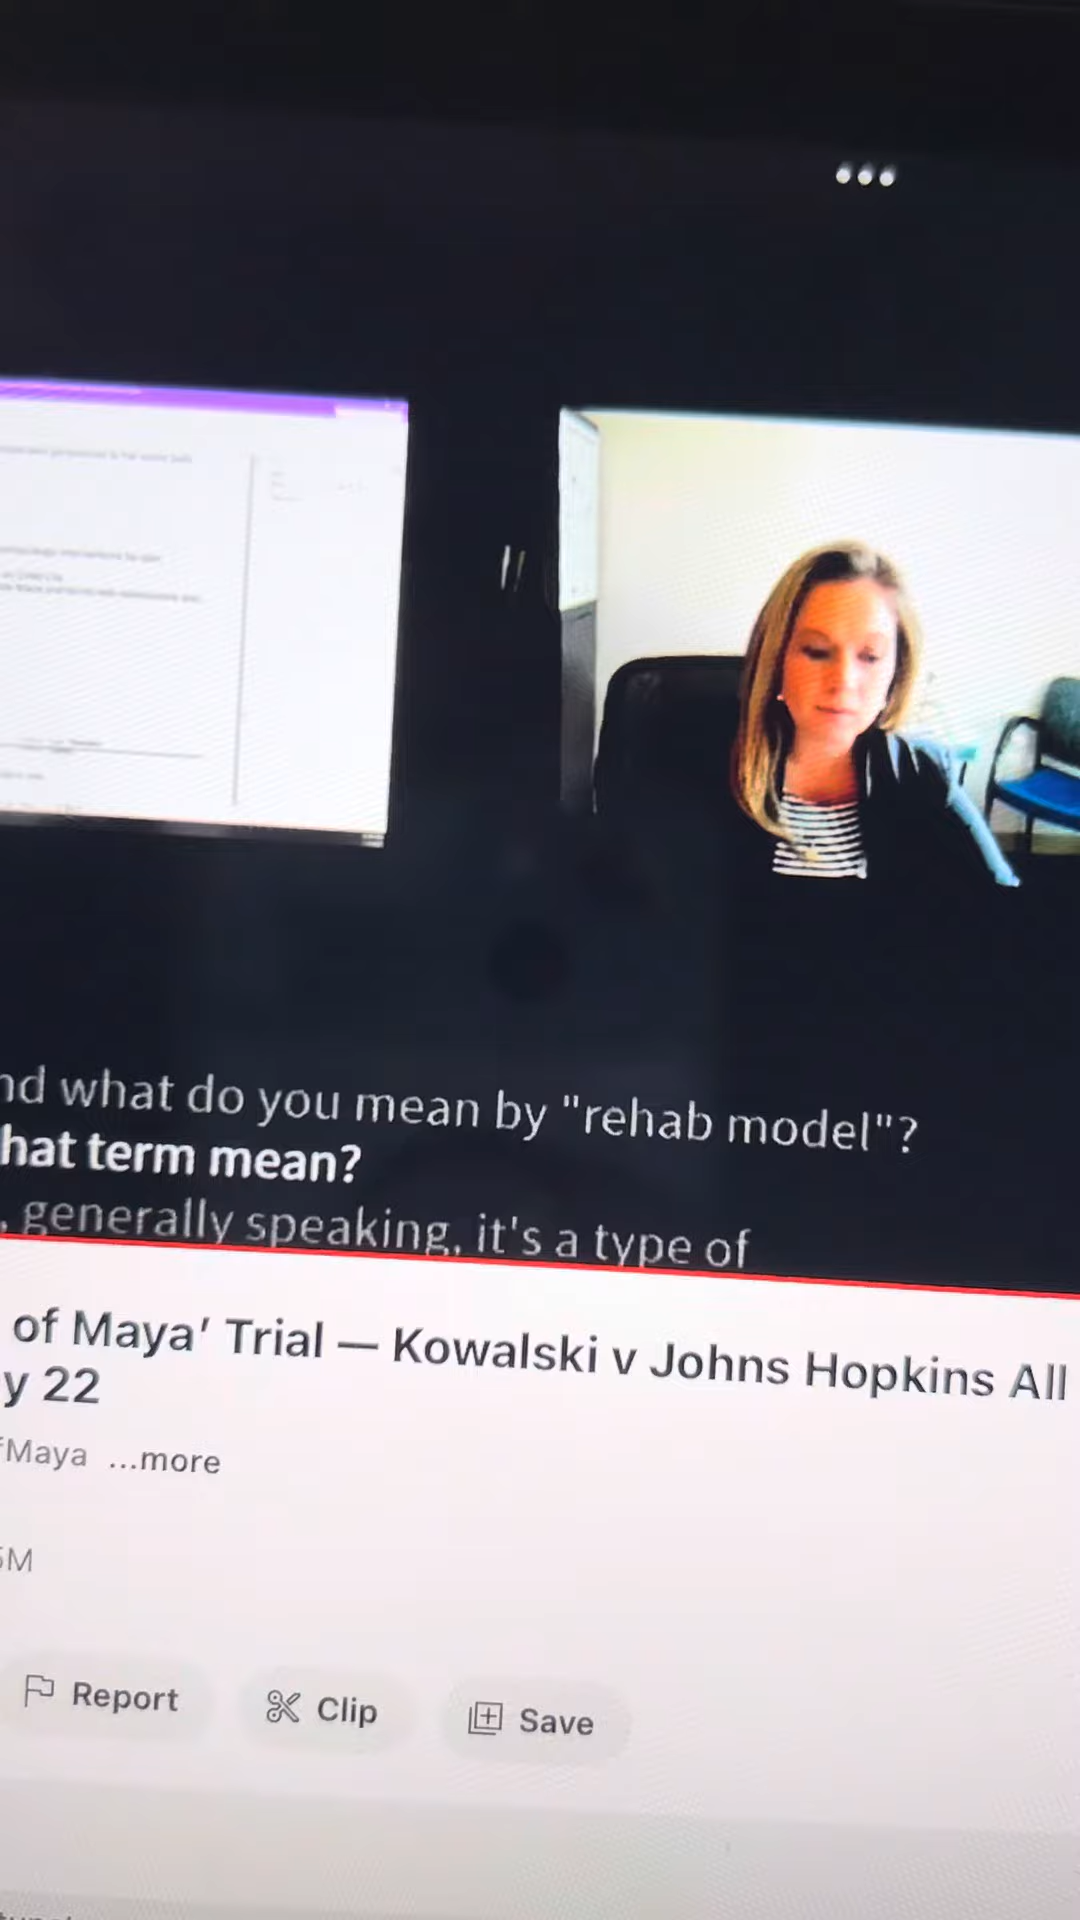 nd what do you mean by "rehab model"?
hat term mean?
, generally speaking, it's a type of
of Maya' Trial — Kowalski v Johns Hopkins All
y 22
fMaya ...more
5M
Report
Clip
Save